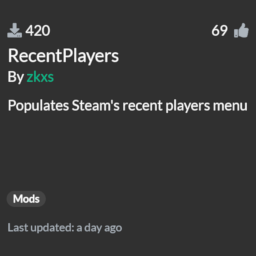 420 69
RecentPlayers
By zkxs
Populates Steam's recent players menu
Mods
Last updated: a day ago